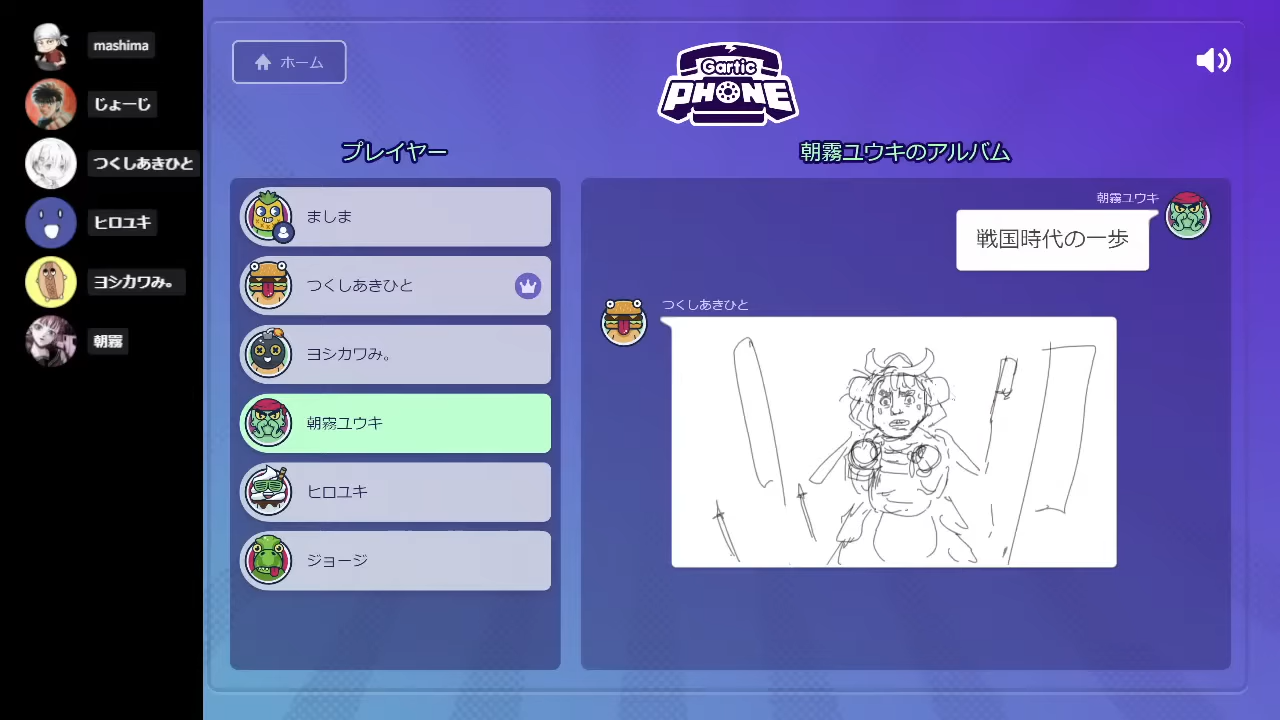 mashima
じょーじ
つくしあきひと
ヒロユキ
ヨシカワみ。
朝霧
ホーム
Gartic
PHONE
プレイヤー
ましま
つくしあきひと
ヨシカワみ。
朝霧ユウキ
ヒロユキ
ジョージ
朝霧ユウキのアルバム
朝霧ユウキ
戦国時代の一歩
つくしあきひと